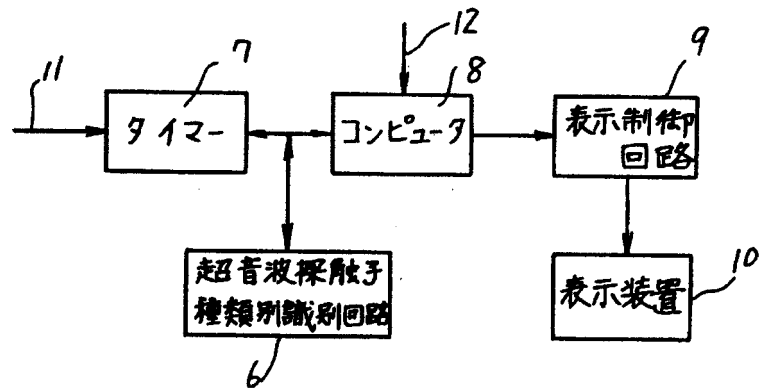 12
11
7
8
9
タイマー
コンピュータ
表示制御
回路
超音波探触子
種類別識別回路
表示装置
10
6